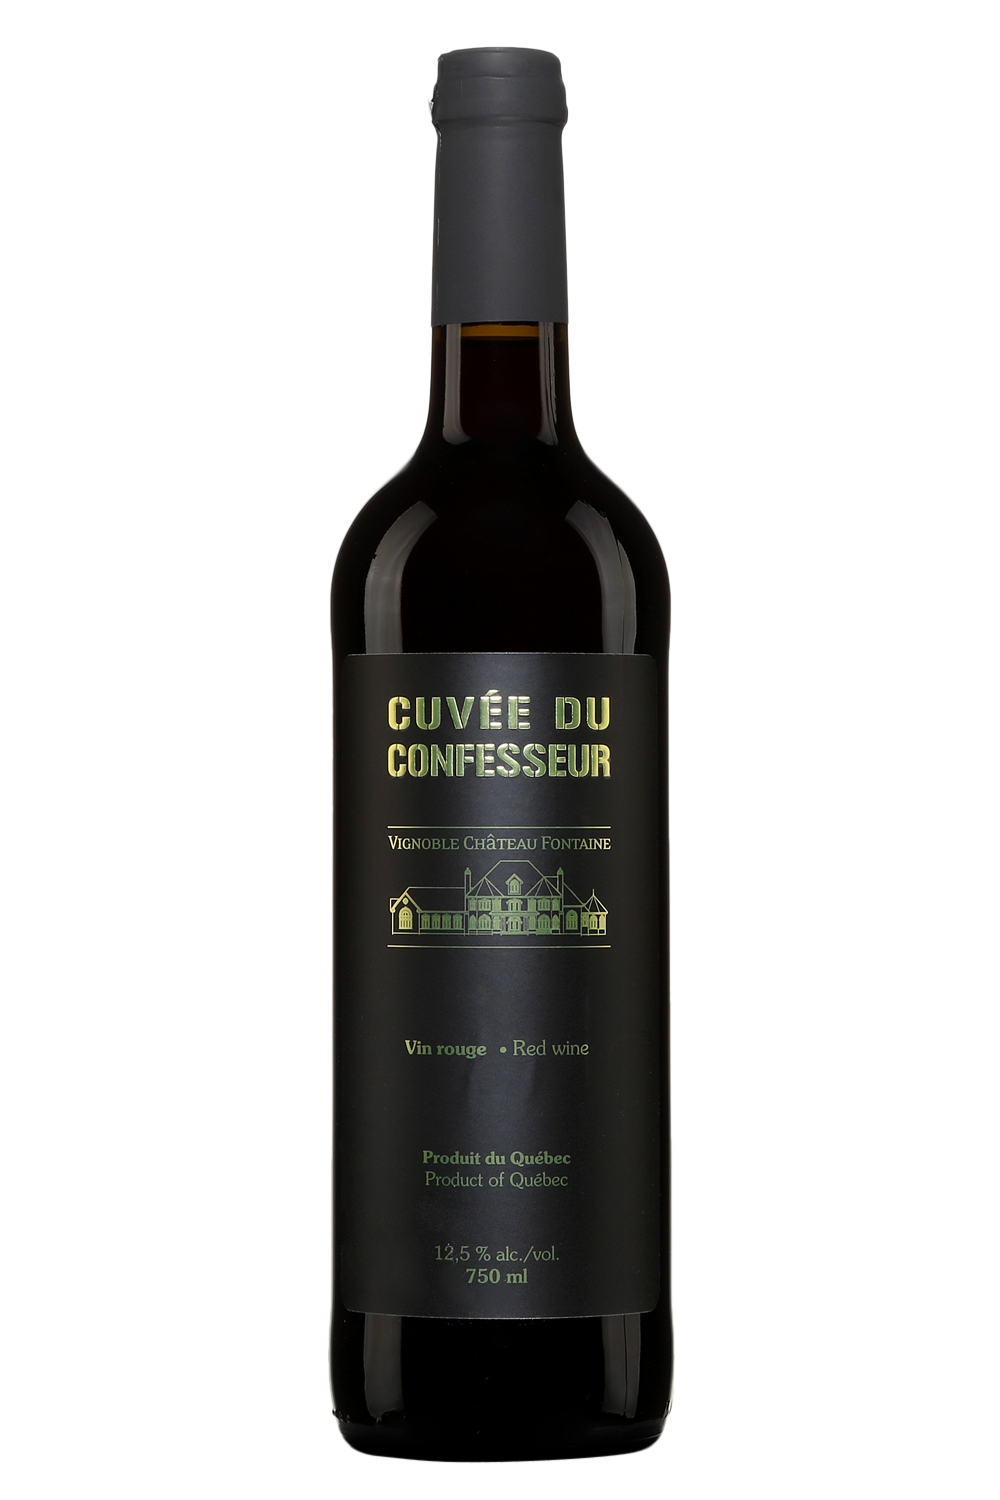 CUVÉE DU
CONFESSEUR
VIGNOBLE CHâTEAU FONTAINE
Vin rouge • Red wine
Produit du Québec
Product of Québec
12,5 % alc./vol.
750 ml